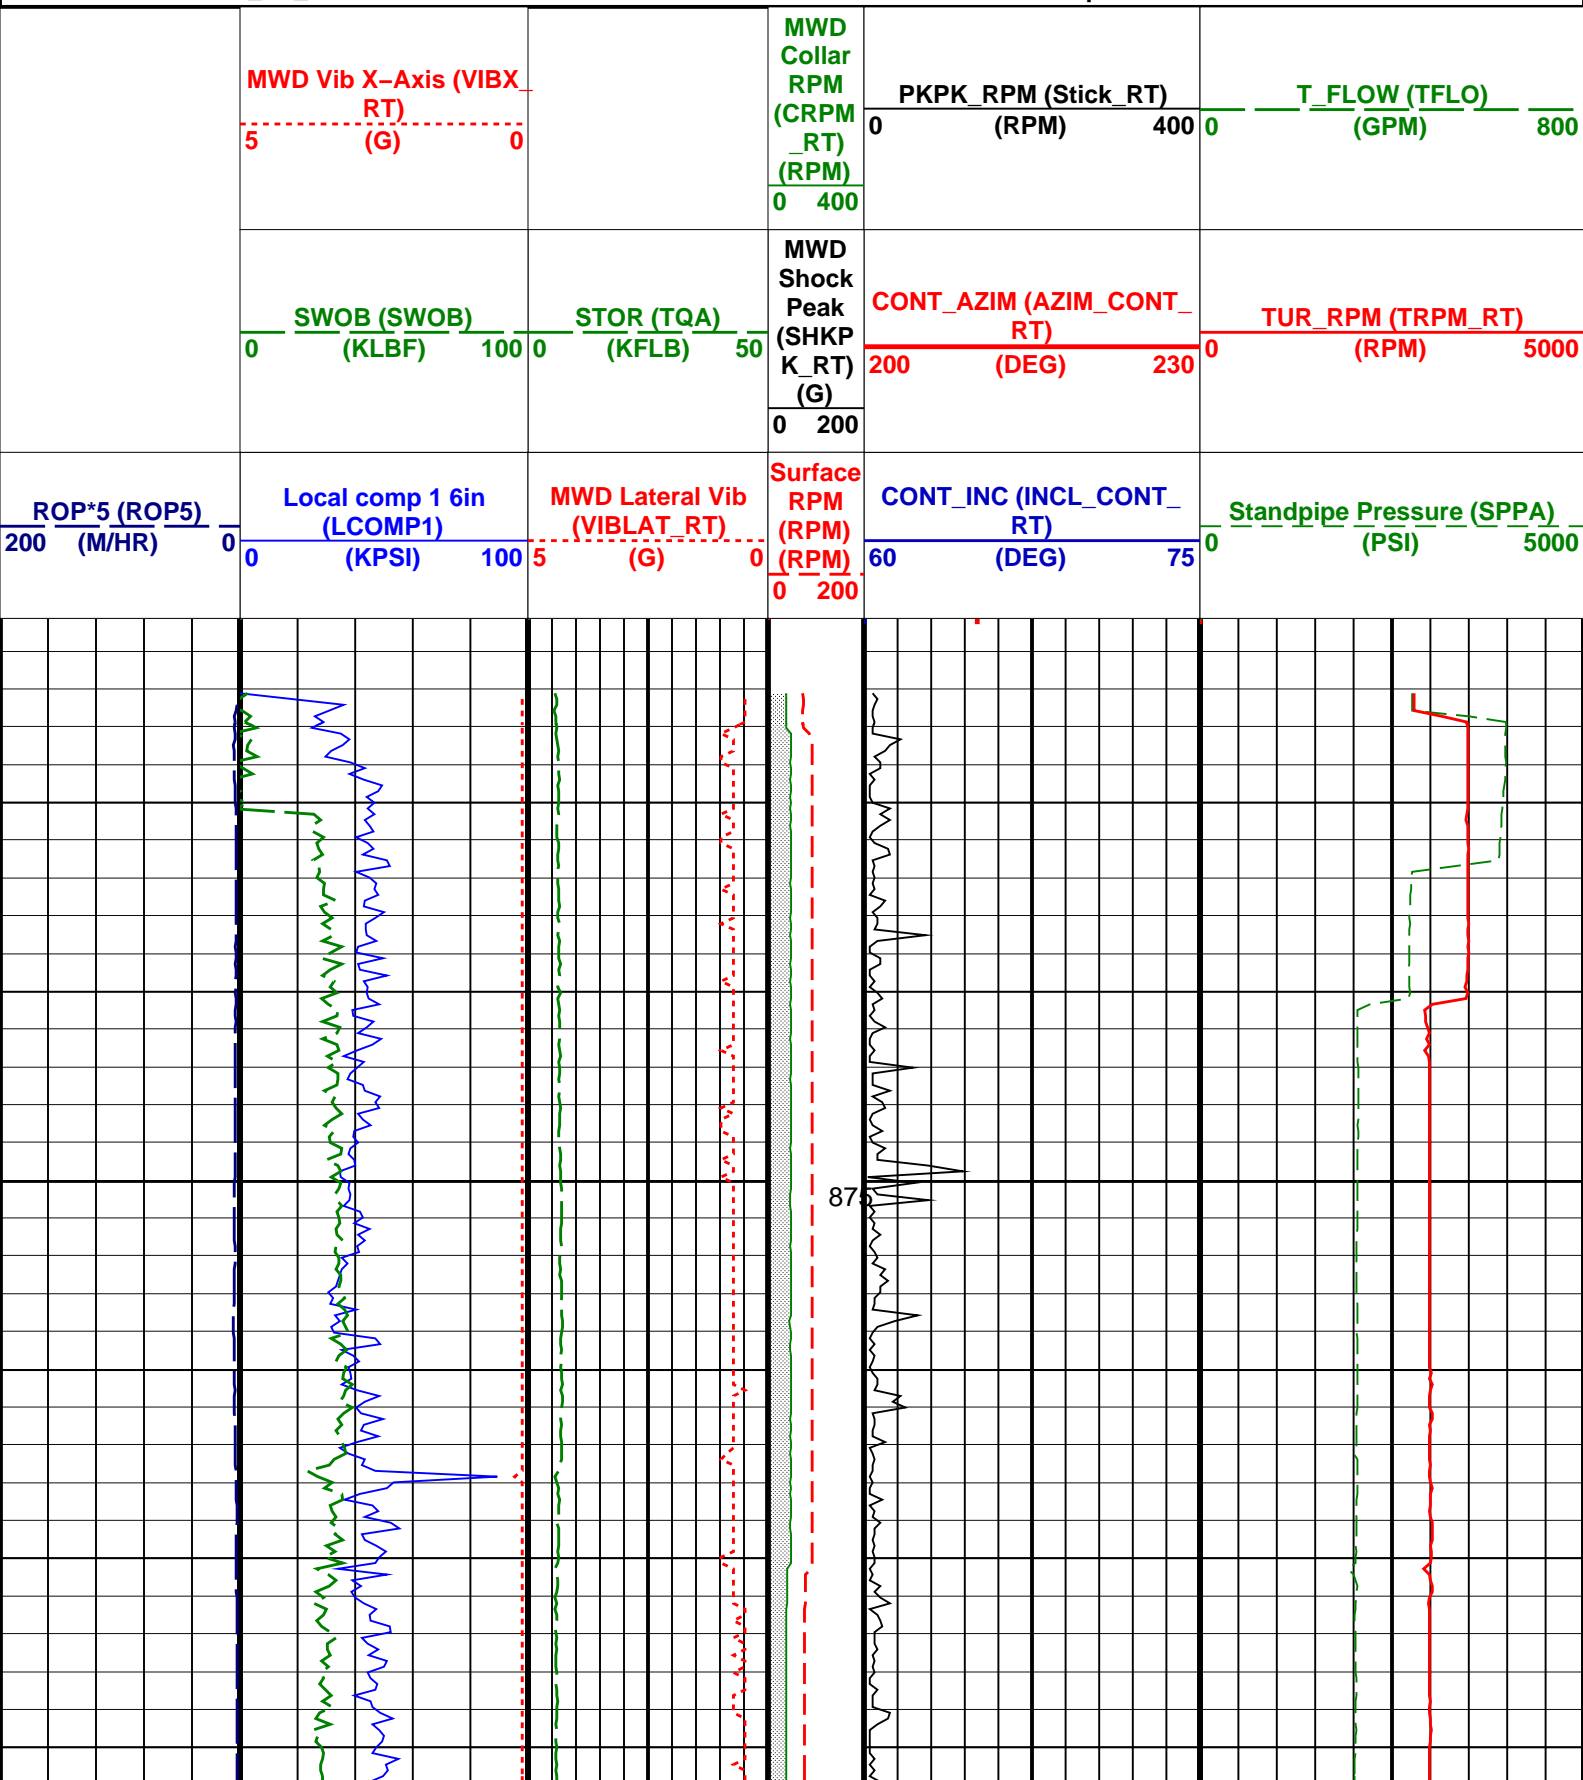 MWD Vib X−Axis (VIBX_
RT)
5 (G) 0
MWD
Collar
RPM
(CRPM
_RT)
(RPM)
0 400
PKPK_RPM (Stick_RT)
0 (RPM) 400
T_FLOW (TFLO)
0 (GPM) 800
SWOB (SWOB)
0 (KLBF) 100
STOR (TQA)
0 (KFLB) 50
MWD
Shock
Peak
(SHKP
K_RT)
(G)
0 200
CONT_AZIM (AZIM_CONT_
RT)
200 (DEG) 230
TUR_RPM (TRPM_RT)
0 (RPM) 5000
ROP*5 (ROP5)
200 (M/HR) 0
Local comp 1 6in
(LCOMP1)
0 (KPSI) 100
MWD Lateral Vib
(VIBLAT_RT)
5 (G) 0
Surface
RPM
(RPM)
(RPM)
0 200
CONT_INC (INCL_CONT_
RT)
60 (DEG) 75
Standpipe Pressure (SPPA)
0 (PSI) 5000
875